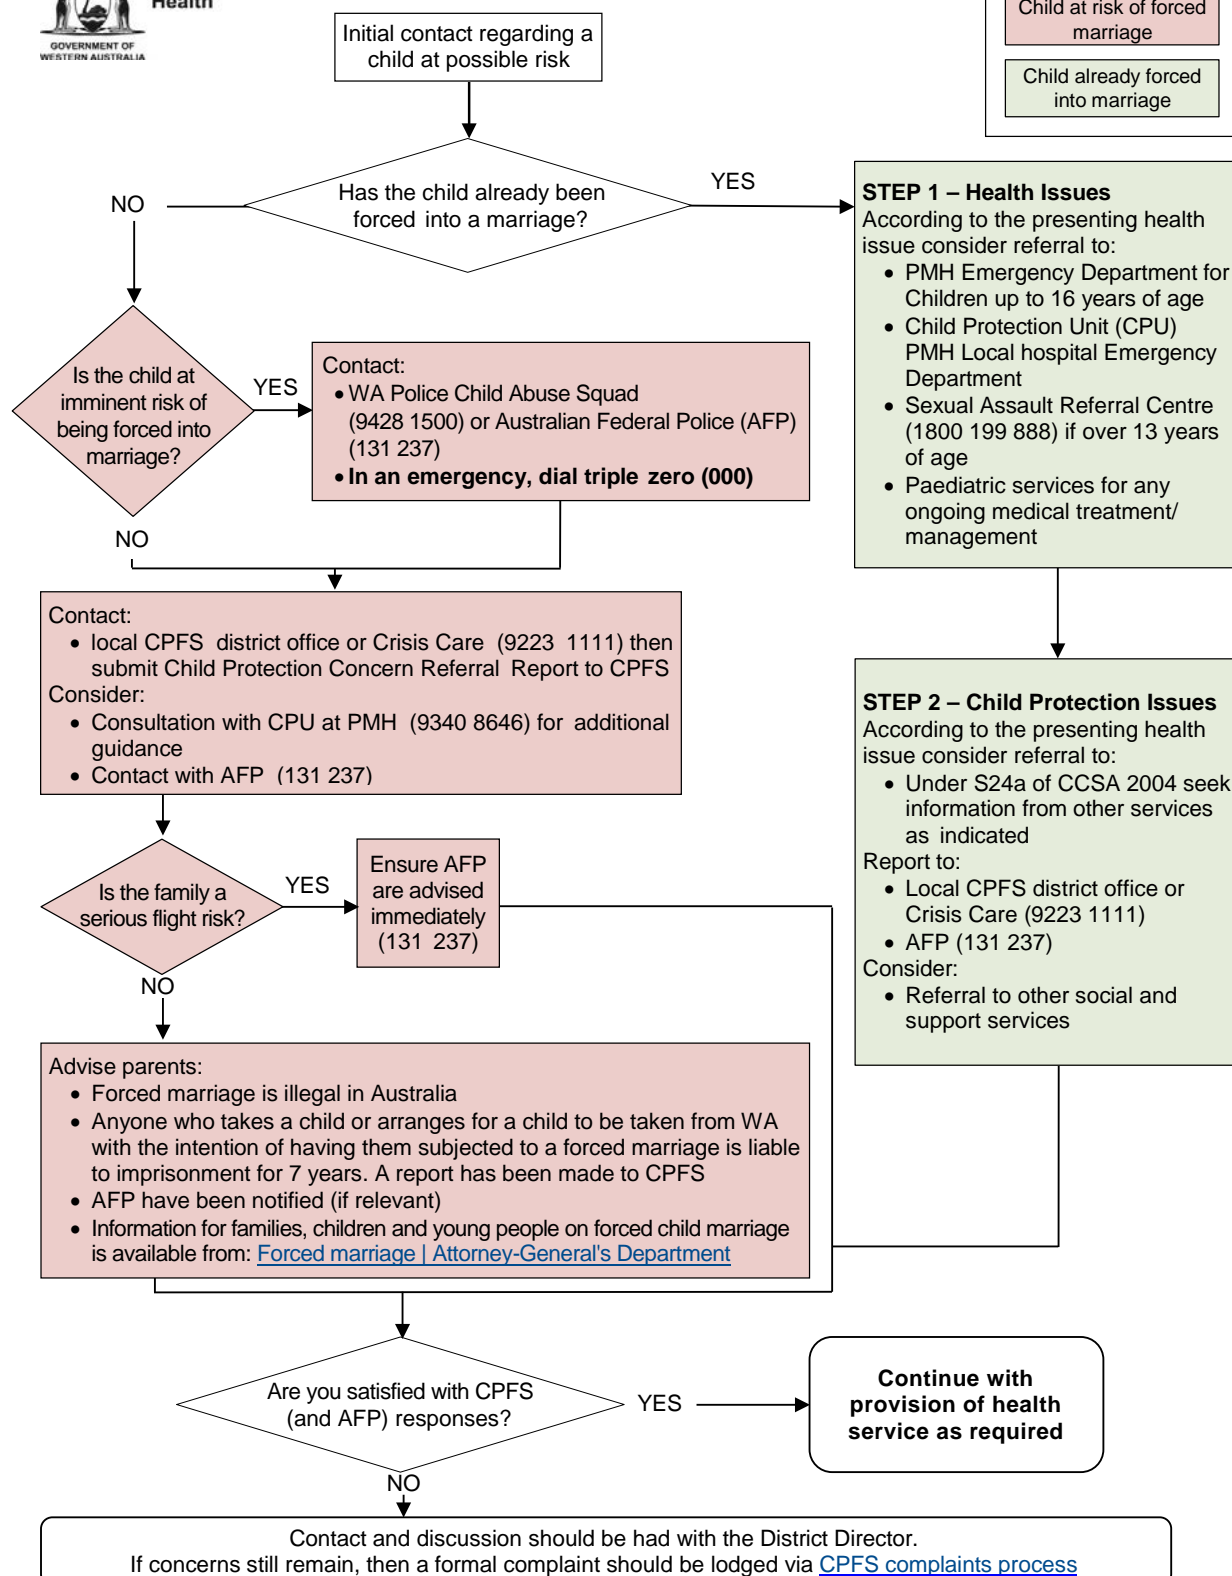 Health
GOVERNMENT OF
WESTERN AUSTRALIA
Child at risk of forced
marriage
Child already forced
into marriage
Initial contact regarding a
child at possible risk
Has the child already been
forced into a marriage?
NO
YES
STEP 1 – Health Issues
According to the presenting health
issue consider referral to:
• PMH Emergency Department for
Children up to 16 years of age
• Child Protection Unit (CPU)
PMH Local hospital Emergency
Department
• Sexual Assault Referral Centre
(1800 199 888) if over 13 years
of age
• Paediatric services for any
ongoing medical treatment/
management
Is the child at
imminent risk of
being forced into
marriage?
YES
Contact:
• WA Police Child Abuse Squad
(9428 1500) or Australian Federal Police (AFP)
(131 237)
• In an emergency, dial triple zero (000)
NO
Contact:
• local CPFS district office or Crisis Care (9223 1111) then
submit Child Protection Concern Referral Report to CPFS
Consider:
• Consultation with CPU at PMH (9340 8646) for additional
guidance
• Contact with AFP (131 237)
STEP 2 – Child Protection Issues
According to the presenting health
issue consider referral to:
• Under S24a of CCSA 2004 seek
information from other services
as indicated
Report to:
• Local CPFS district office or
Crisis Care (9223 1111)
• AFP (131 237)
Consider:
• Referral to other social and
support services
Is the family a
serious flight risk?
YES
Ensure AFP
are advised
immediately
(131 237)
NO
Advise parents:
• Forced marriage is illegal in Australia
• Anyone who takes a child or arranges for a child to be taken from WA
with the intention of having them subjected to a forced marriage is liable
to imprisonment for 7 years. A report has been made to CPFS
• AFP have been notified (if relevant)
• Information for families, children and young people on forced child marriage
is available from: Forced marriage | Attorney-General's Department
Are you satisfied with CPFS
(and AFP) responses?
YES
Continue with
provision of health
service as required
NO
Contact and discussion should be had with the District Director.
If concerns still remain, then a formal complaint should be lodged via CPFS complaints process